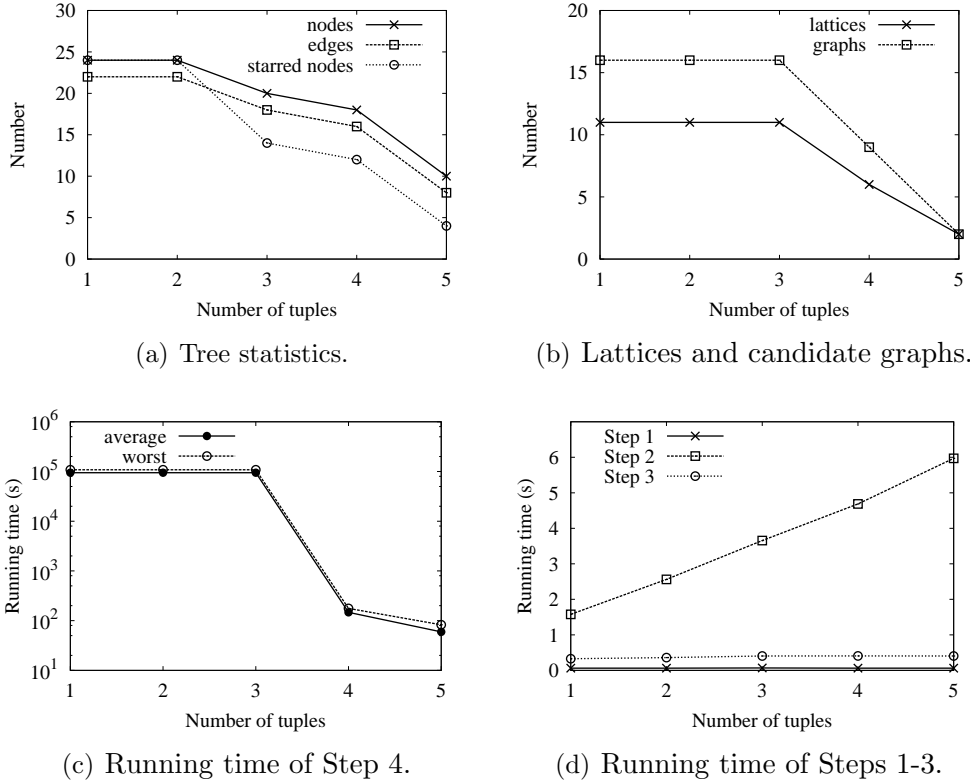 30
25
20
15
10
5
0
1 2 3 4 5
Number
Number of tuples
nodes
edges
starred nodes
(a) Tree statistics.
20
15
10
5
0
1 2 3 4 5
Number
Number of tuples
lattices
graphs
(b) Lattices and candidate graphs.
10^6
10^5
10^4
10^3
10^2
10^1
1 2 3 4 5
Running time (s)
Number of tuples
average
worst
(c) Running time of Step 4.
6
5
4
3
2
1
0
1 2 3 4 5
Running time (s)
Number of tuples
Step 1
Step 2
Step 3
(d) Running time of Steps 1-3.